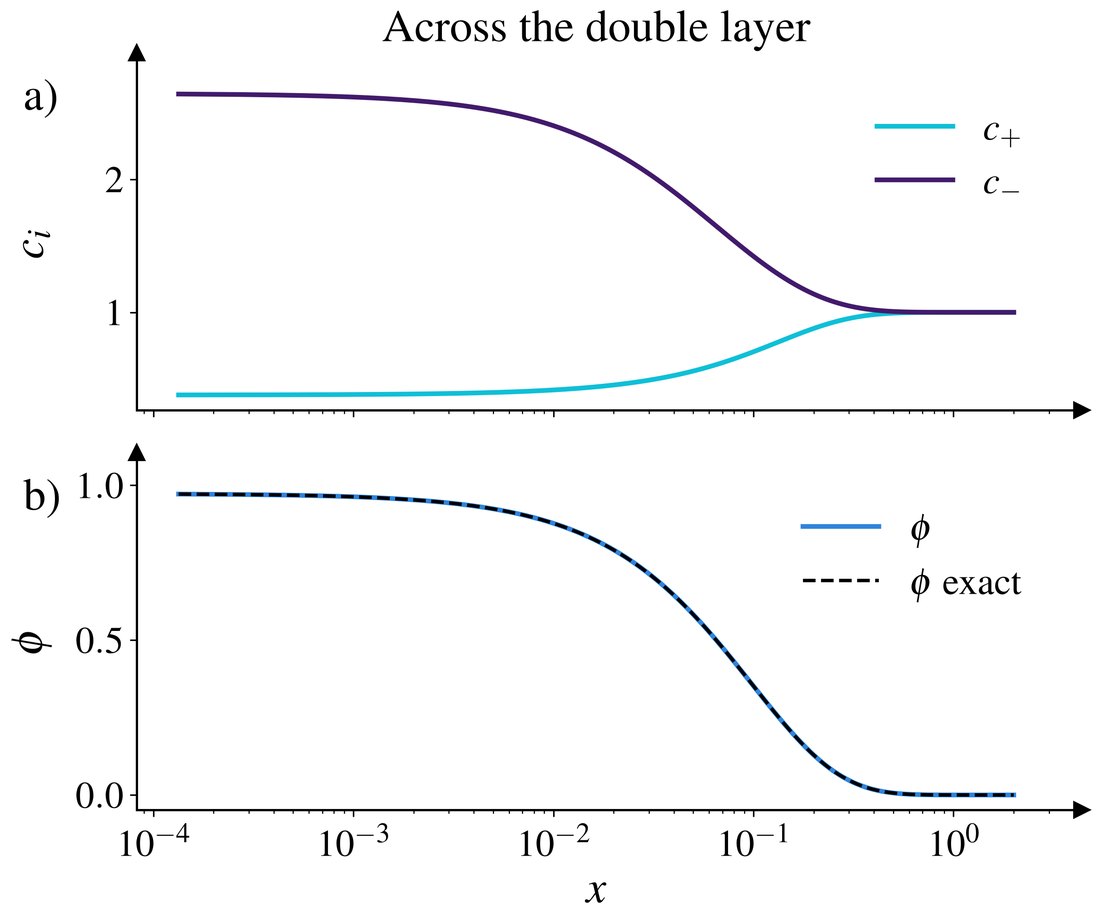 Across the double layer
a)
c₊
c₋
2
1
cᵢ
b)
1.0
0.5
0.0
ϕ
ϕ exact
ϕ
10⁻⁴ 10⁻³ 10⁻² 10⁻¹ 10⁰
x